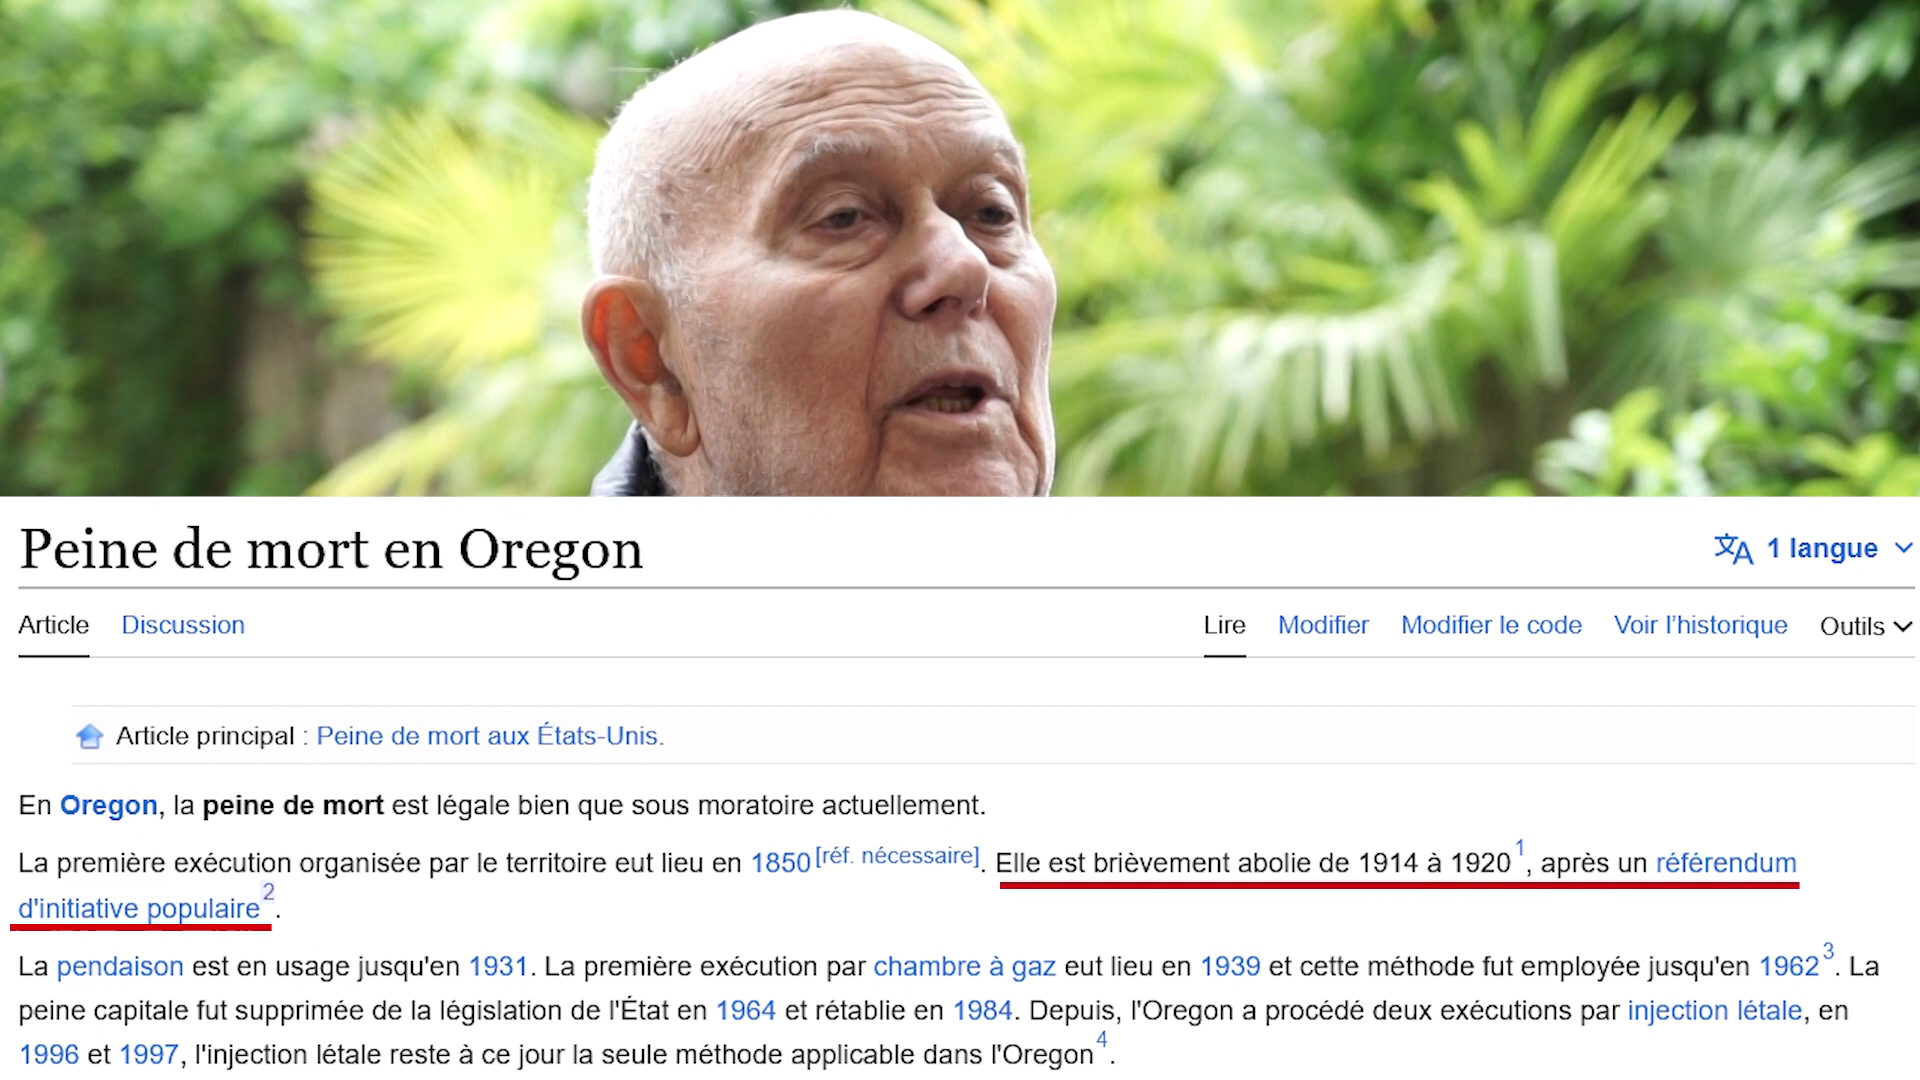 Peine de mort en Oregon
1 langue
Article Discussion Lire Modifier Modifier le code Voir l'historique Outils
Article principal : Peine de mort aux États-Unis.
En Oregon, la peine de mort est légale bien que sous moratoire actuellement.
La première exécution organisée par le territoire eut lieu en 1850[réf. nécessaire]. Elle est brièvement abolie de 1914 à 1920 1, après un référendum
d'initiative populaire 2.
La pendaison est en usage jusqu'en 1931. La première exécution par chambre à gaz eut lieu en 1939 et cette méthode fut employée jusqu'en 1962 3. La
peine capitale fut supprimée de la législation de l'État en 1964 et rétablie en 1984. Depuis, l'Oregon a procédé deux exécutions par injection létale, en
1996 et 1997, l'injection létale reste à ce jour la seule méthode applicable dans l'Oregon 4.